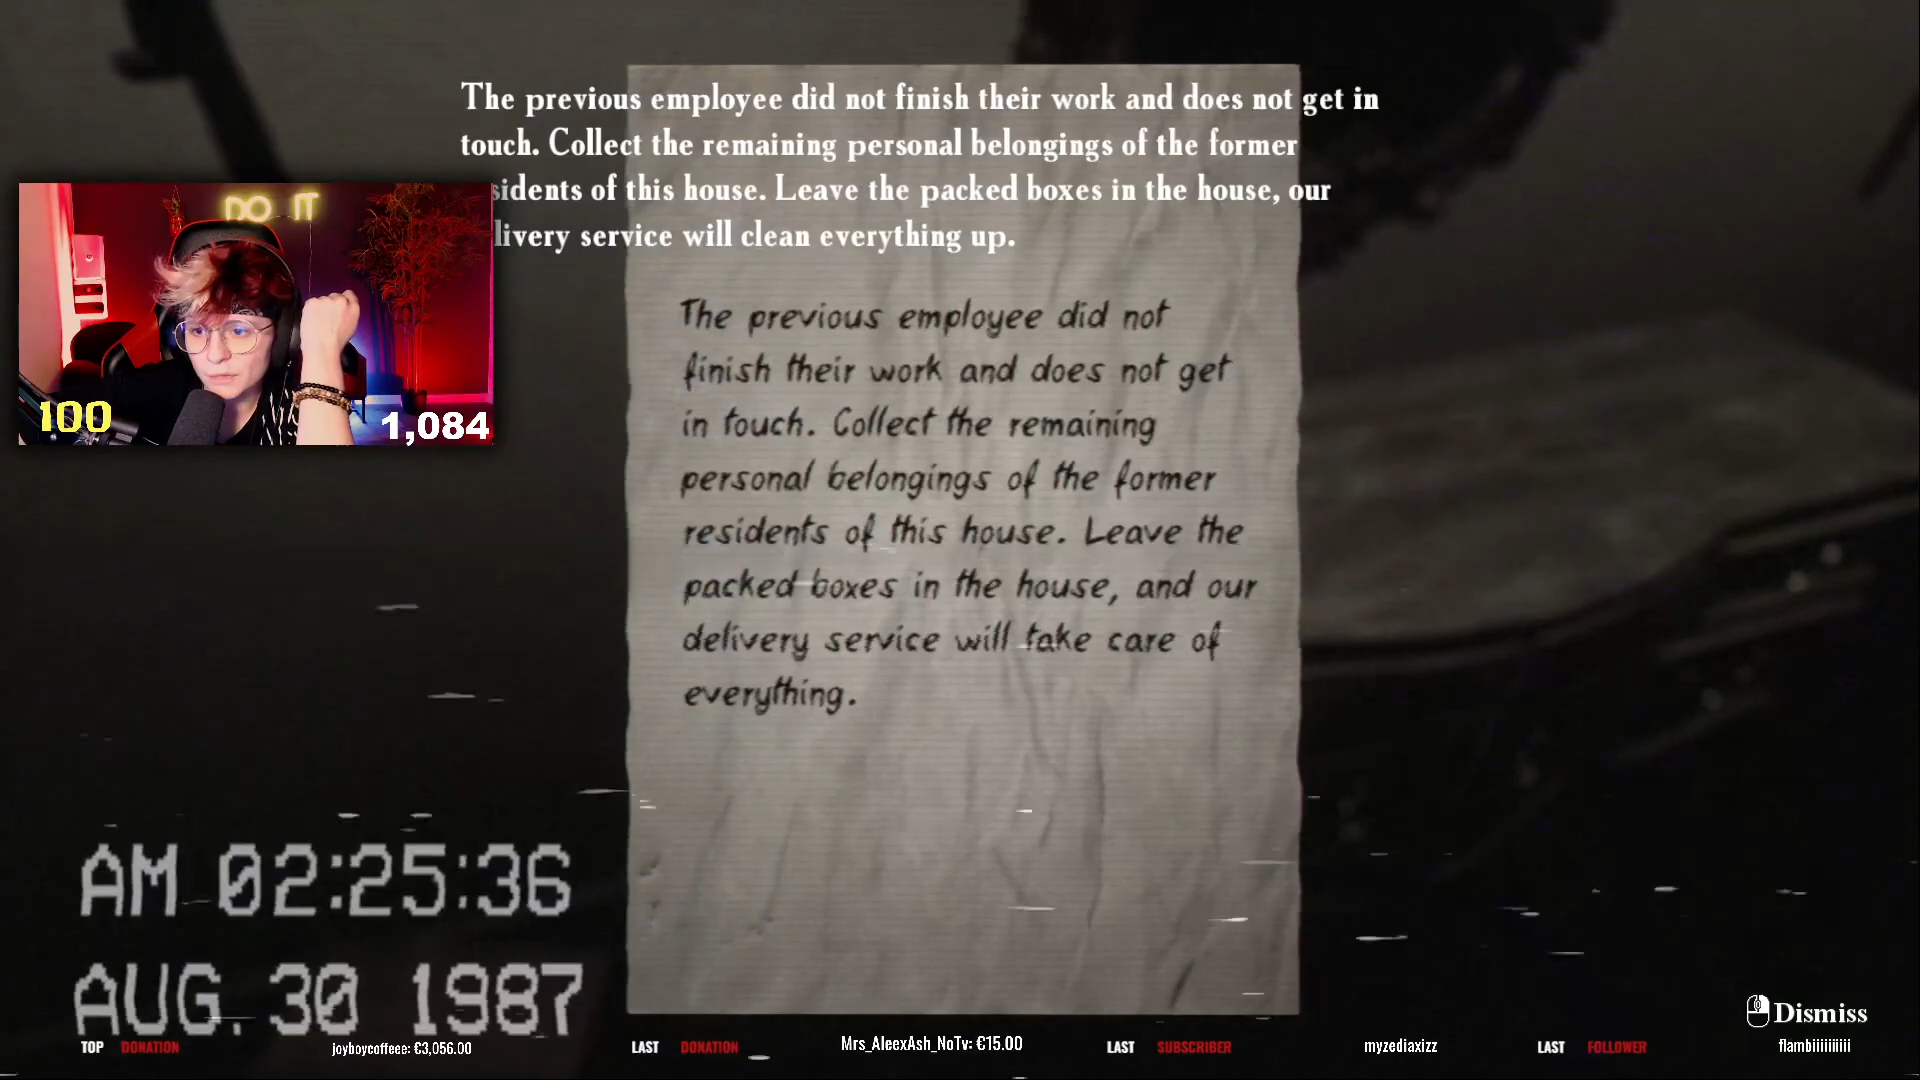 The previous employee did not finish their work and does not get in
touch. Collect the remaining personal belongings of the former
sidents of this house. Leave the packed boxes in the house, our
livery service will clean everything up.
DO IT
100
1,084
The previous employee did not
finish their work and does not get
in touch. Collect the remaining
personal belongings of the former
residents of this house. Leave the
packed boxes in the house, and our
delivery service will take care of
everything.
AM 02:25:36
AUG. 30 1987
Dismiss
TOP DONATION joyboycoffeee: €3,056.00 LAST DONATION Mrs_AleexAsh_NoTv: €15.00 LAST SUBSCRIBER myzediaxizz LAST FOLLOWER flambiiiiiiiiii